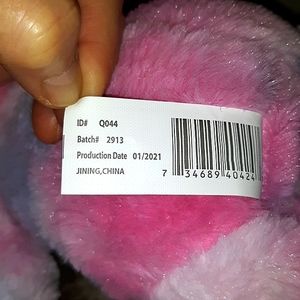 ID# Q044
Batch# 2913
Production Date 01/2021
JINING,CHINA
7 34689 40424